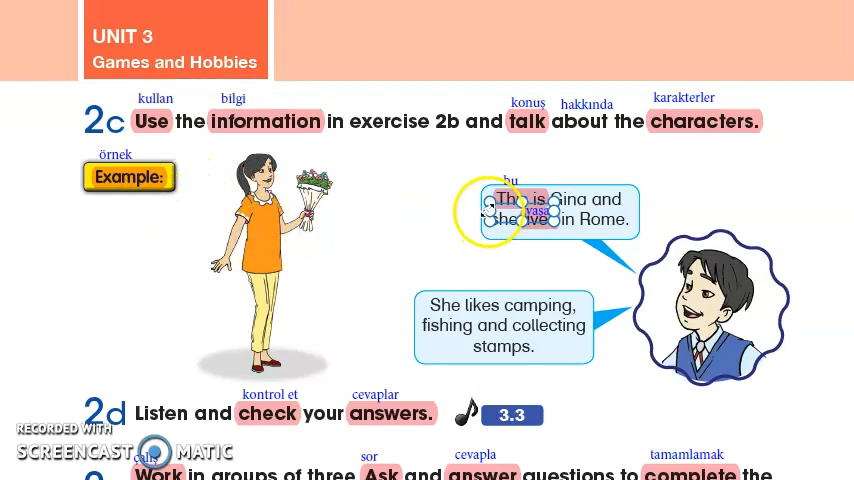 UNIT 3
Games and Hobbies
kullan bilgi konuş hakkında karakterler
2c Use the information in exercise 2b and talk about the characters.
örnek
Example:
bu
This is Gina and
she lives in Rome.
yaşa
She likes camping,
fishing and collecting
stamps.
kontrol et cevaplar
2d Listen and check your answers. 3.3
RECORDED WITH
SCREENCAST MATIC
çalış sor cevapla tamamlamak
Work in groups of three Ask and answer questions to complete the